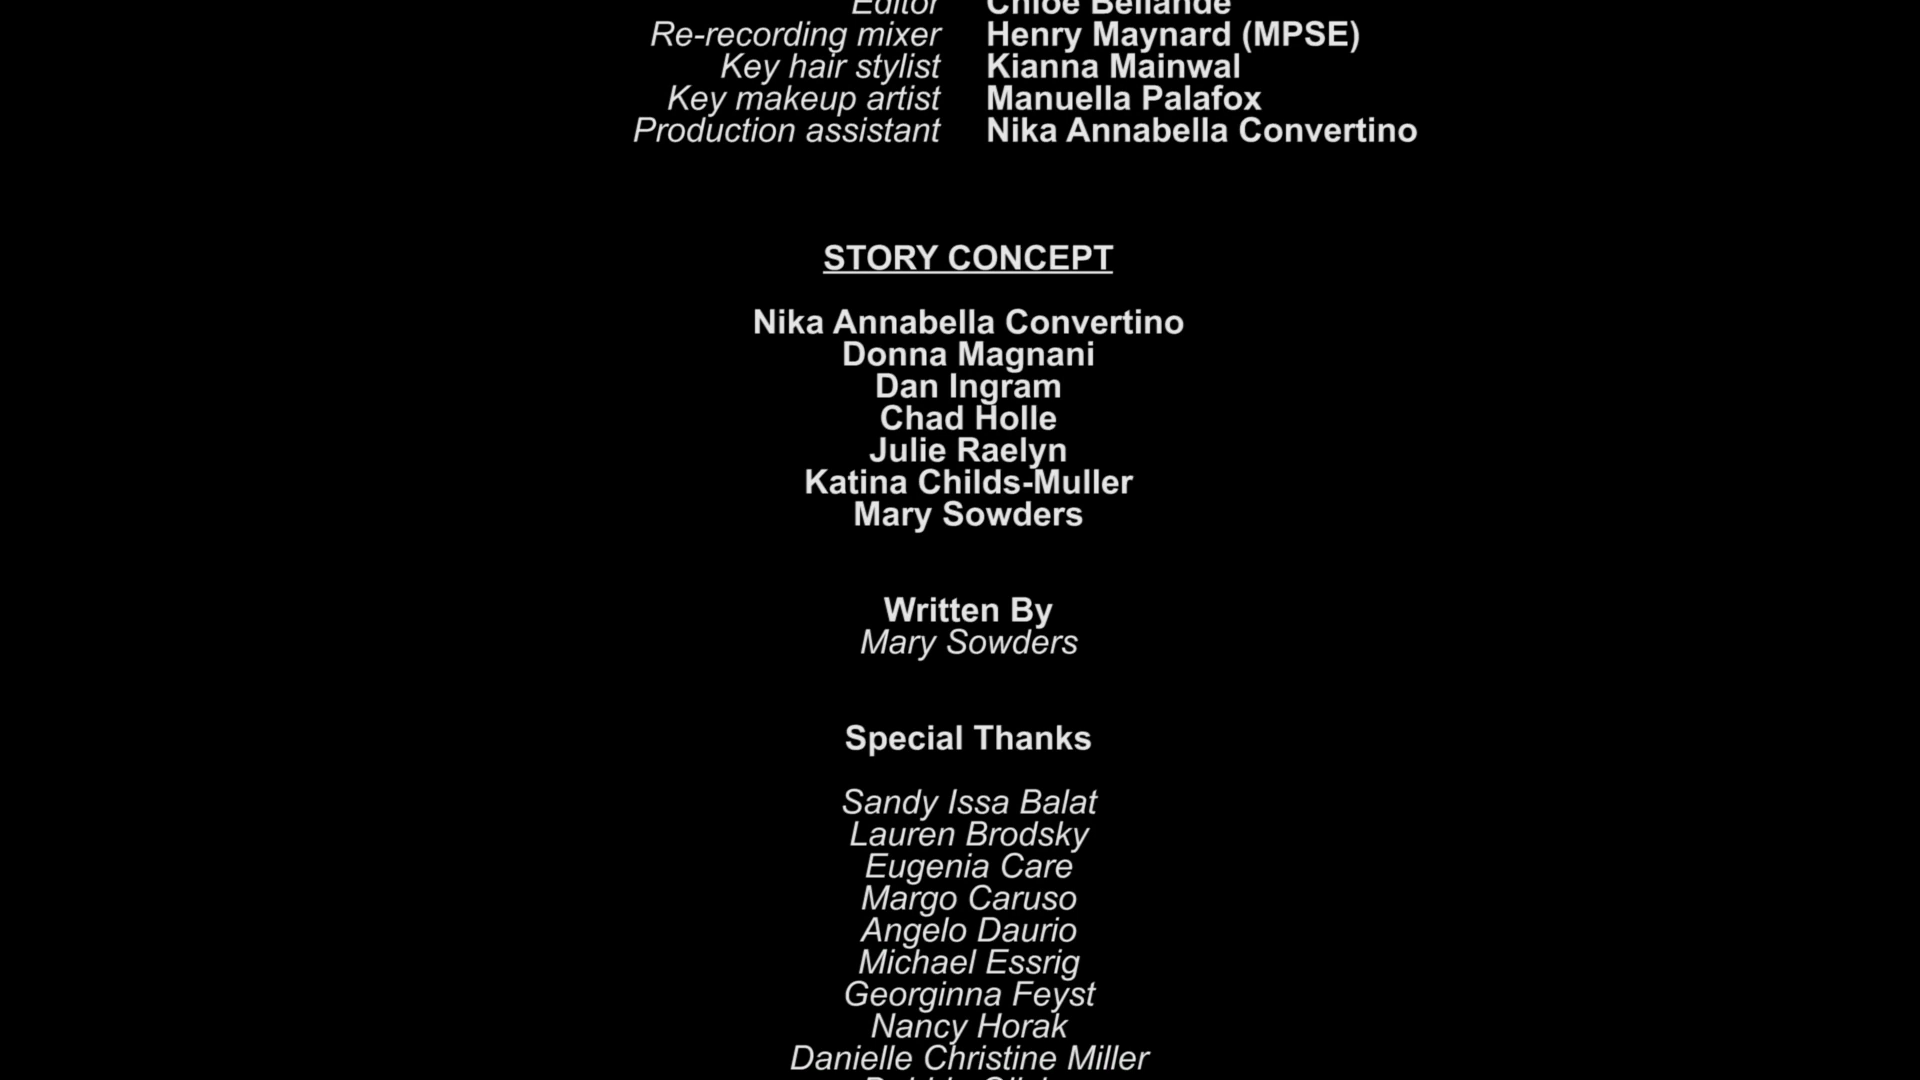 Editor Chloé Bellande
Re-recording mixer Henry Maynard (MPSE)
Key hair stylist Kianna Mainwal
Key makeup artist Manuella Palafox
Production assistant Nika Annabella Convertino
STORY CONCEPT
Nika Annabella Convertino
Donna Magnani
Dan Ingram
Chad Holle
Julie Raelyn
Katina Childs-Muller
Mary Sowders
Written By
Mary Sowders
Special Thanks
Sandy Issa Balat
Lauren Brodsky
Eugenia Care
Margo Caruso
Angelo Daurio
Michael Essrig
Georginna Feyst
Nancy Horak
Danielle Christine Miller